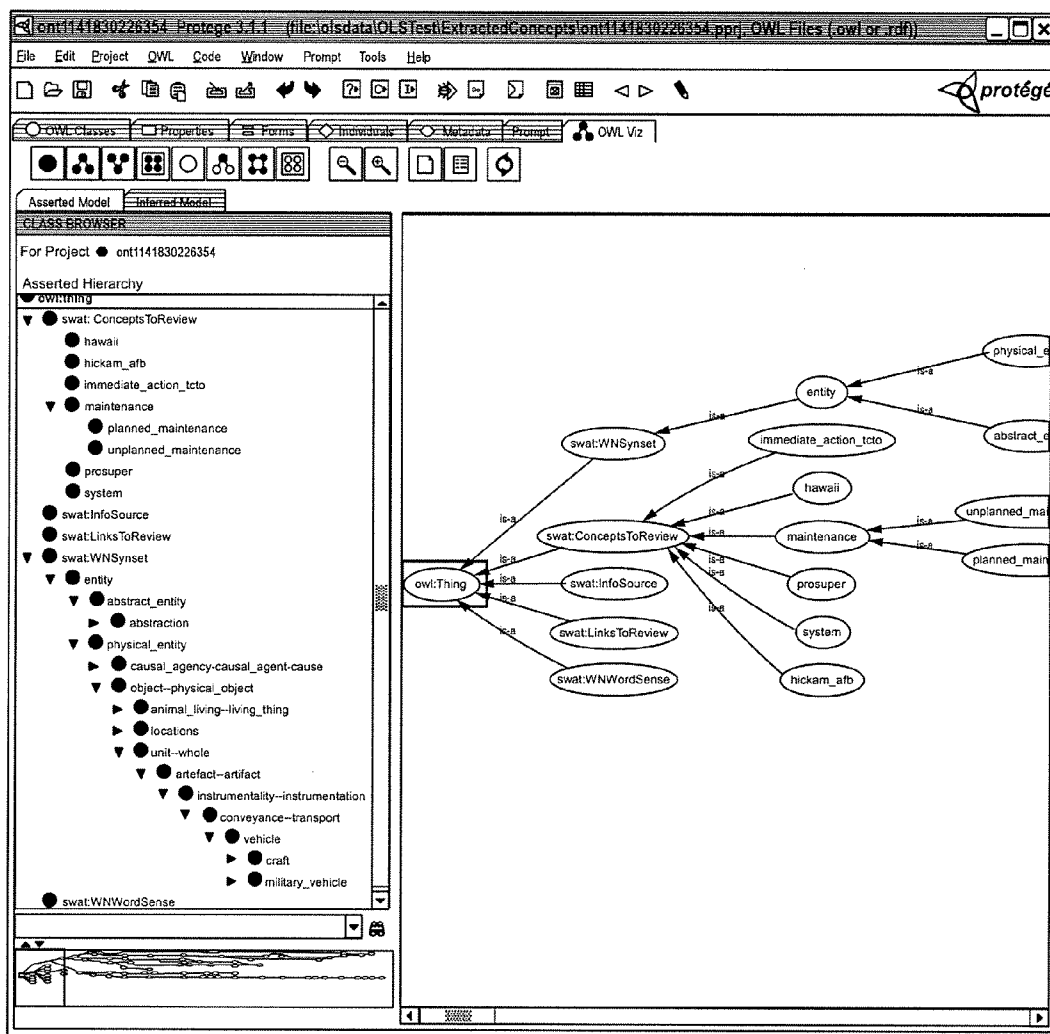 ont1141830226354 Protege 3.1.1 (file:\olsdata\OLSTest\ExtractedConcepts\ont1141830226354.pprj, OWL Files (.owl or .rdf))
File Edit Project OWL Code Window Prompt Tools Help
protégé
OWL Classes Properties Forms Individuals Metadata Prompt OWL Viz
Asserted Model Inferred Model
CLASS BROWSER
For Project ont1141830226354
Asserted Hierarchy
owl:thing
swat: ConceptsToReview
hawaii
hickam_afb
immediate_action_tcto
maintenance
planned_maintenance
unplanned_maintenance
prosuper
system
swat:InfoSource
swat:LinksToReview
swat:WNSynset
entity
abstract_entity
abstraction
physical_entity
causal_agency-causal_agent-cause
object--physical_object
animal_living--living_thing
locations
unit--whole
artefact--artifact
instrumentality--instrumentation
conveyance--transport
vehicle
craft
military_vehicle
swat:WNWordSense
physical_e
is-a
entity
is-a
is-a
abstract_e
swat:WNSynset
immediate_action_tcto
is-a
hawaii
is-a
unplanned_mai
is-a
is-a
swat:ConceptsToReview
is-a
maintenance
is-a
planned_main
is-a
is-a
is-a
owl:Thing
is-a
swat:InfoSource
prosuper
is-a
is-a
swat:LinksToReview
system
is-a
swat:WNWordSense
hickam_afb